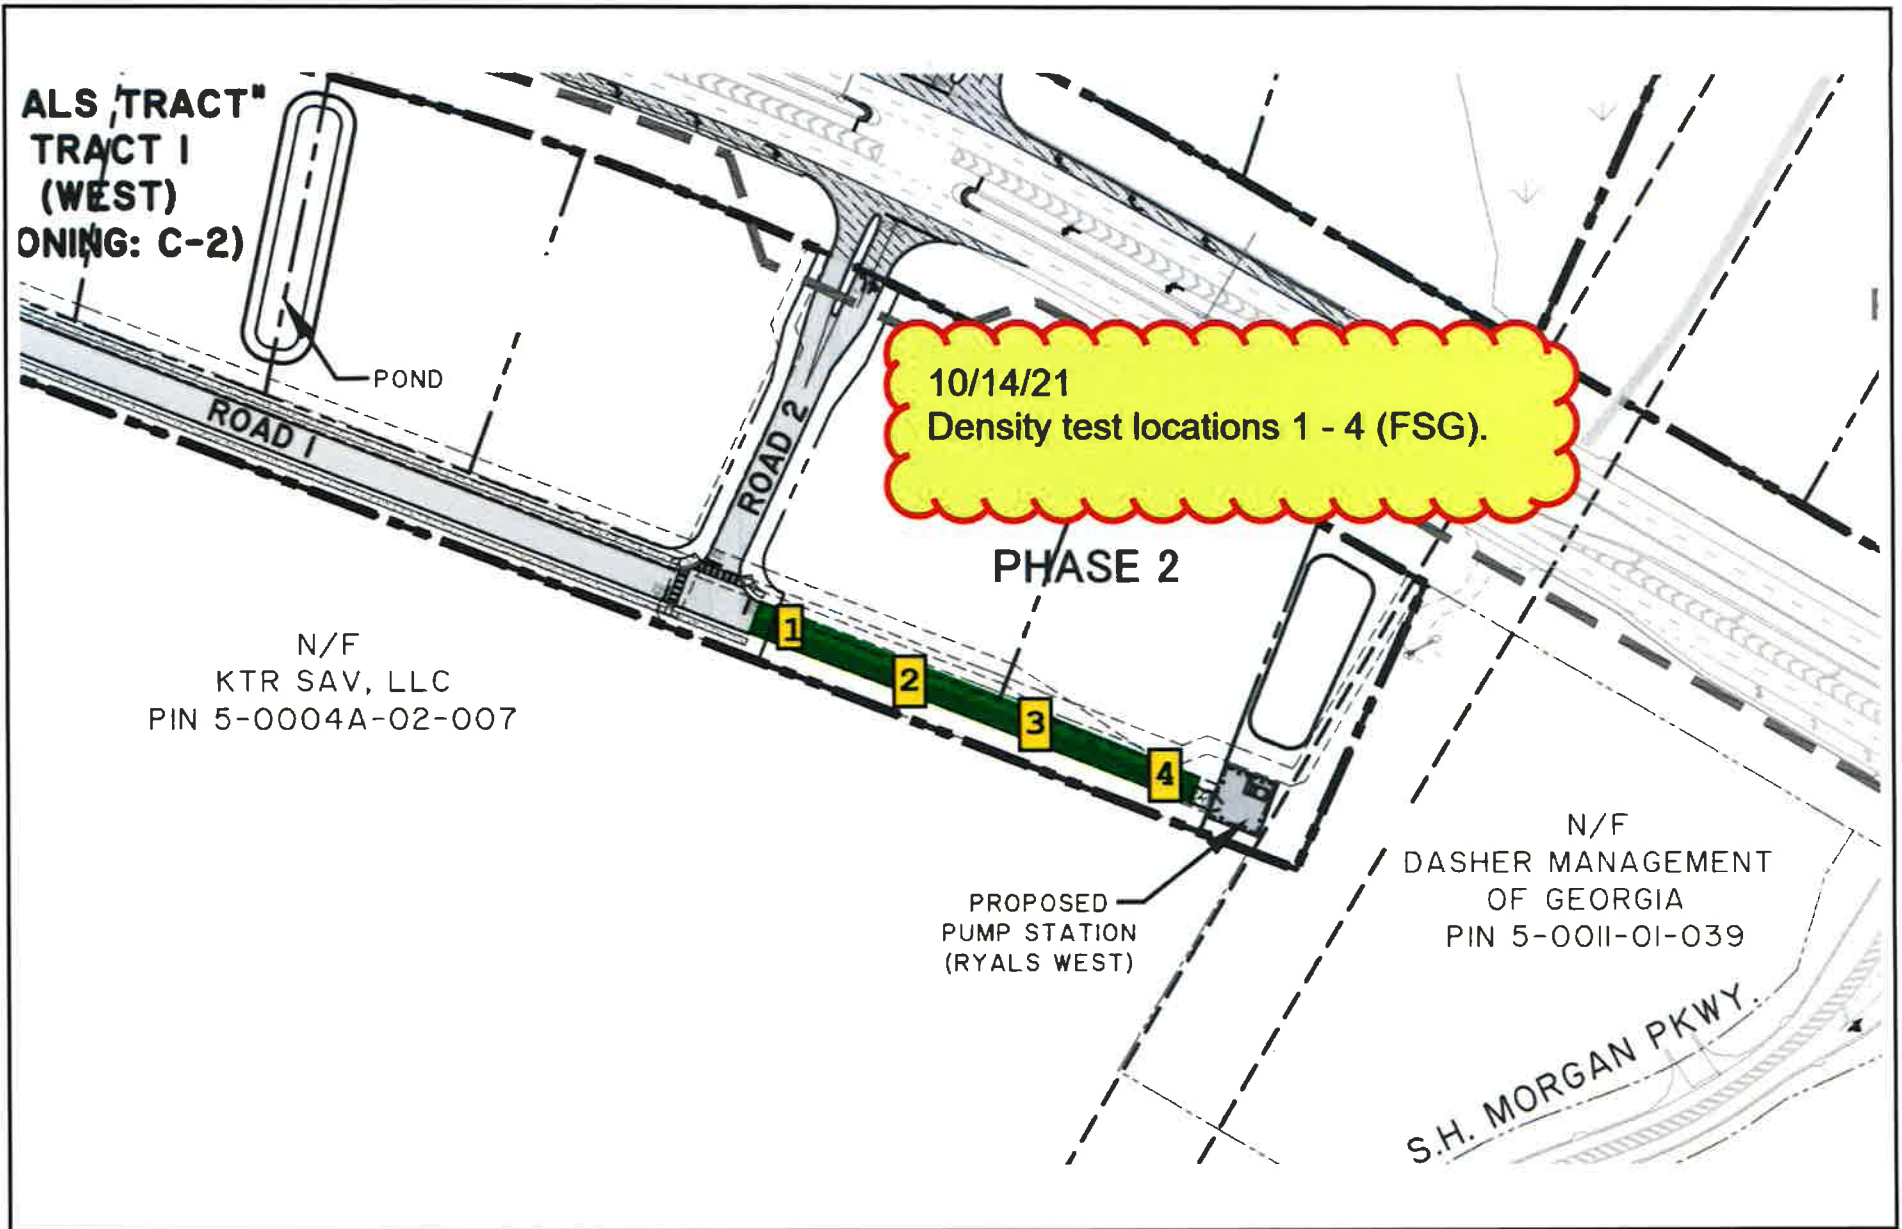 ALS TRACT"
TRACT I
(WEST)
ONING: C-2)
POND
ROAD 1
ROAD 2
10/14/21
Density test locations 1 - 4 (FSG).
PHASE 2
1
2
3
4
N/F
KTR SAV, LLC
PIN 5-0004A-02-007
PROPOSED
PUMP STATION
(RYALS WEST)
N/F
DASHER MANAGEMENT
OF GEORGIA
PIN 5-0011-01-039
S.H. MORGAN PKWY.